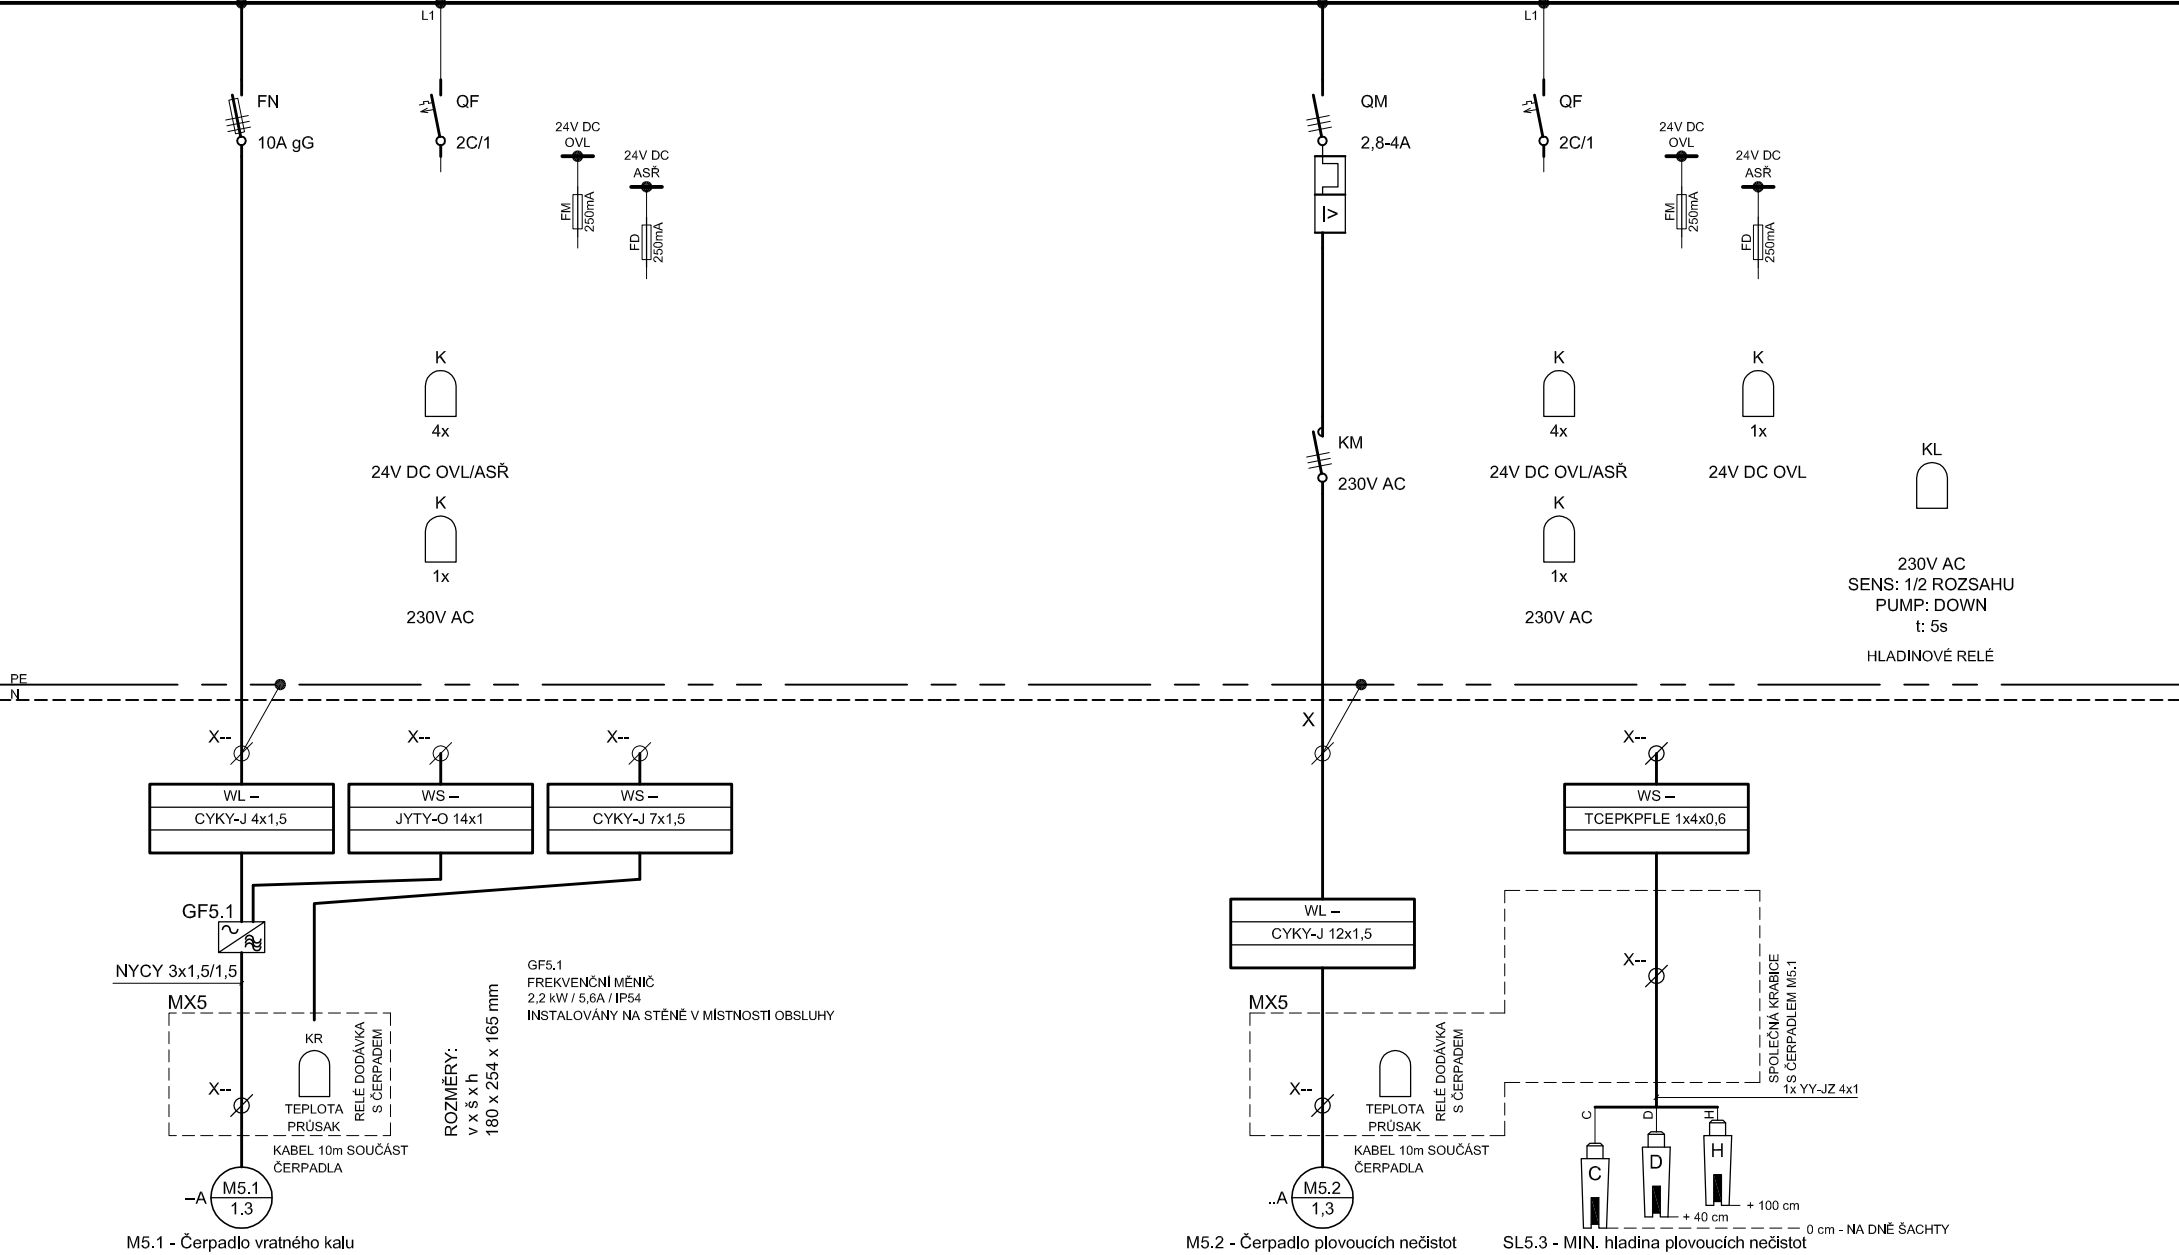 L1
FN
10A gG
QF
2C/1
24V DC
OVL
FM
250mA
24V DC
ASŘ
FD
250mA
K
4x
24V DC OVL/ASŘ
K
1x
230V AC
QM
2,8-4A
I>
KM
230V AC
L1
QF
2C/1
24V DC
OVL
FM
250mA
24V DC
ASŘ
FD
250mA
K
4x
24V DC OVL/ASŘ
K
1x
24V DC OVL
K
1x
230V AC
KL
230V AC
SENS: 1/2 ROZSAHU
PUMP: DOWN
t: 5s
HLADINOVÉ RELÉ
PE
N
X--
WL –
CYKY-J 4x1,5
X--
WS –
JYTY-O 14x1
X--
WS –
CYKY-J 7x1,5
GF5.1
NYCY 3x1,5/1,5
GF5.1
FREKVENČNÍ MĚNIČ
2,2 kW / 5,6A / IP54
INSTALOVÁNY NA STĚNĚ V MÍSTNOSTI OBSLUHY
ROZMĚRY:
v x š x h
180 x 254 x 165 mm
MX5
X--
KR
TEPLOTA
PRŮSAK
RELÉ DODÁVKA
S ČERPADEM
KABEL 10m SOUČÁST
ČERPADLA
–A
M5.1
1.3
M5.1 - Čerpadlo vratného kalu
X
WL –
CYKY-J 12x1,5
MX5
X--
TEPLOTA
PRŮSAK
RELÉ DODÁVKA
S ČERPADEM
KABEL 10m SOUČÁST
ČERPADLA
..A
M5.2
1,3
M5.2 - Čerpadlo plovoucích nečistot
X--
WS –
TCEPKPFLE 1x4x0,6
X--
SPOLEČNÁ KRABICE
S ČERPADLEM M5.1
1x YY-JZ 4x1
C
D
H
C
D
H
+ 100 cm
+ 40 cm
0 cm - NA DNĚ ŠACHTY
SL5.3 - MIN. hladina plovoucích nečistot